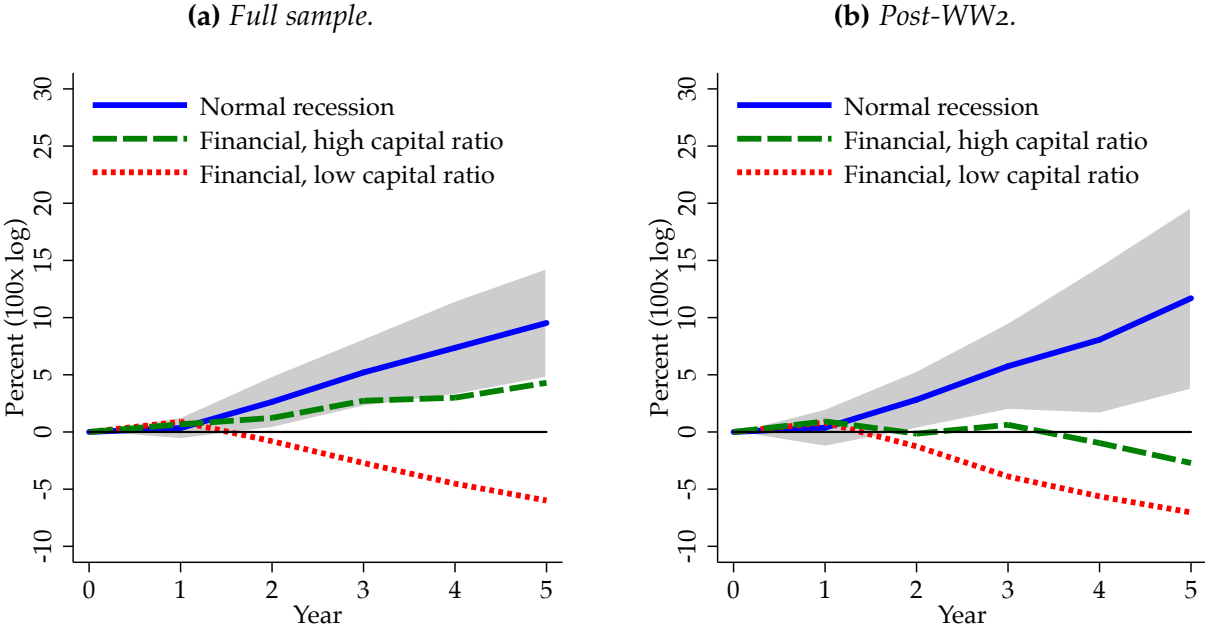 (a) Full sample.
30
25
20
15
10
5
0
-5
-10
Percent (100x log)
Normal recession
Financial, high capital ratio
Financial, low capital ratio
0 1 2 3 4 5
Year
(b) Post-WW2.
30
25
20
15
10
5
0
-5
-10
Percent (100x log)
Normal recession
Financial, high capital ratio
Financial, low capital ratio
0 1 2 3 4 5
Year